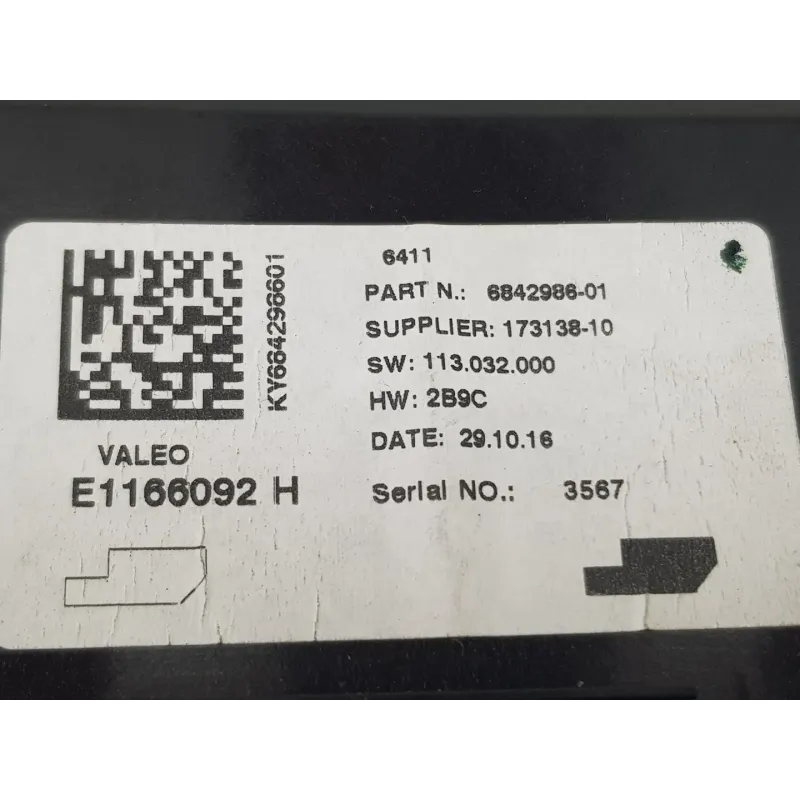 6411
PART N.: 6842986-01
SUPPLIER: 173138-10
SW: 113.032.000
HW: 2B9C
DATE: 29.10.16
Serial NO.: 3567
KY684298601
VALEO
E1166092 H